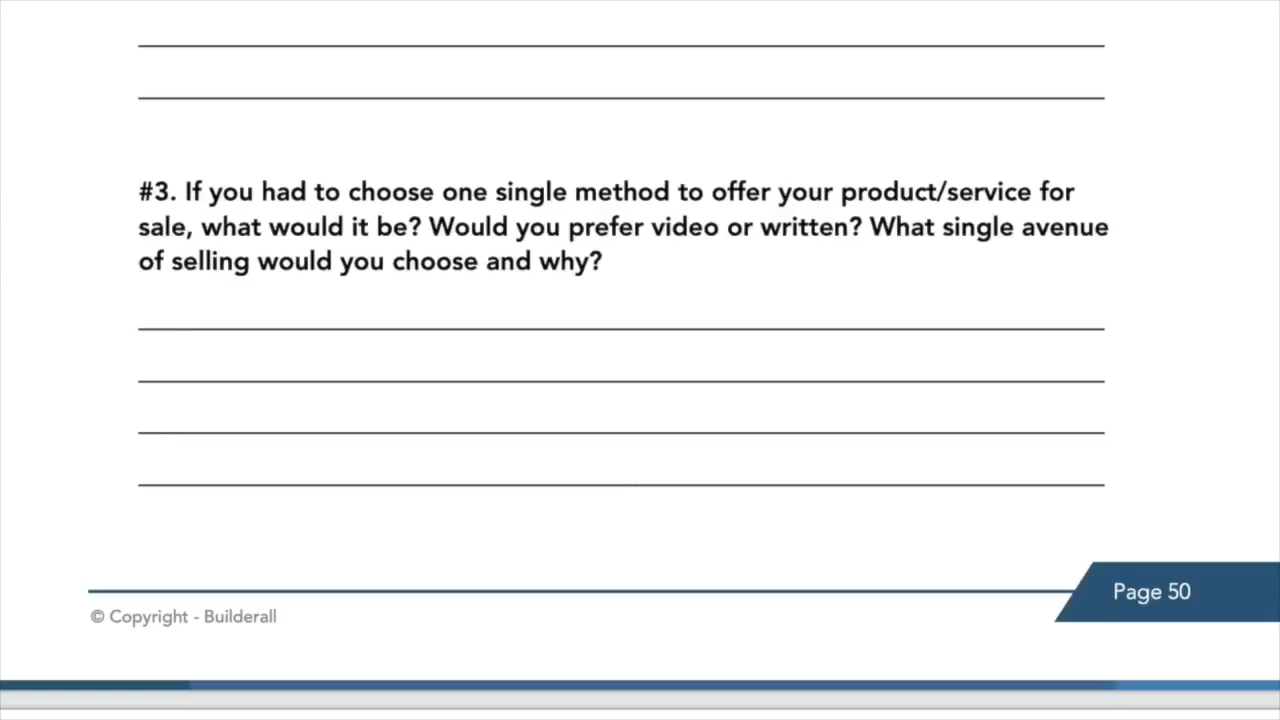 #3. If you had to choose one single method to offer your product/service for
sale, what would it be? Would you prefer video or written? What single avenue
of selling would you choose and why?
Page 50
© Copyright - Builderall